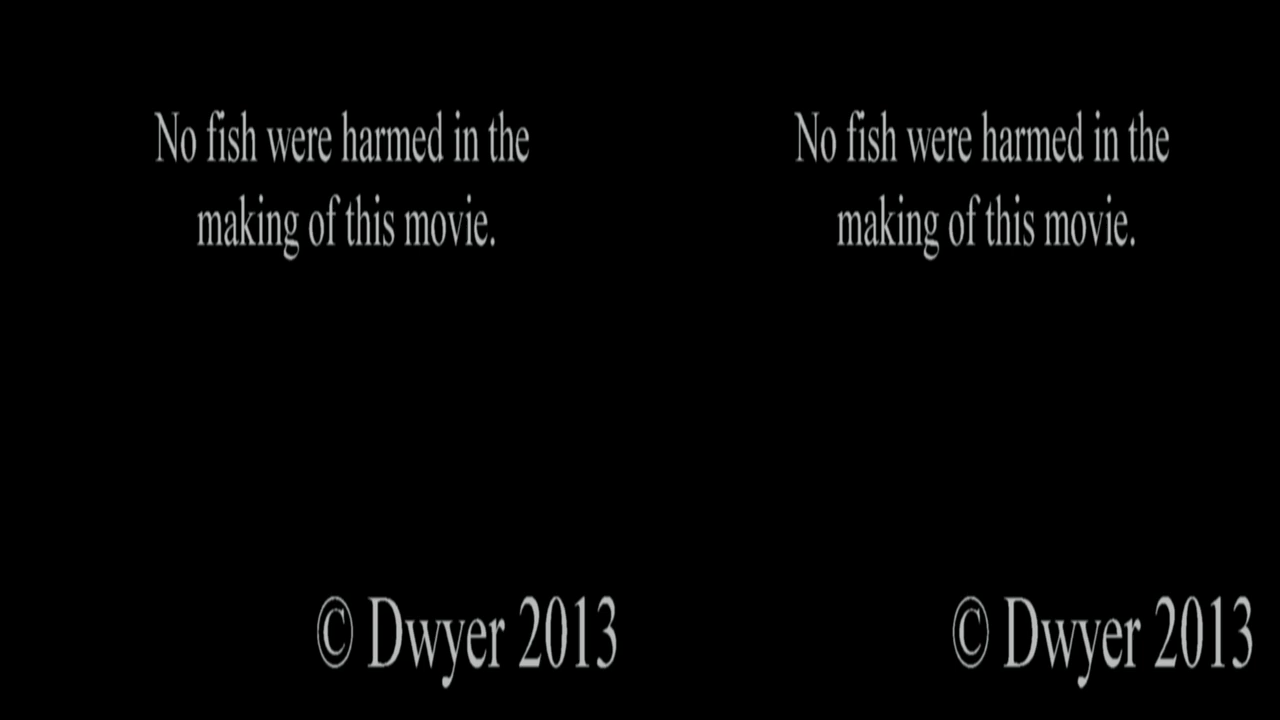 No fish were harmed in the
making of this movie.
© Dwyer 2013
No fish were harmed in the
making of this movie.
© Dwyer 2013